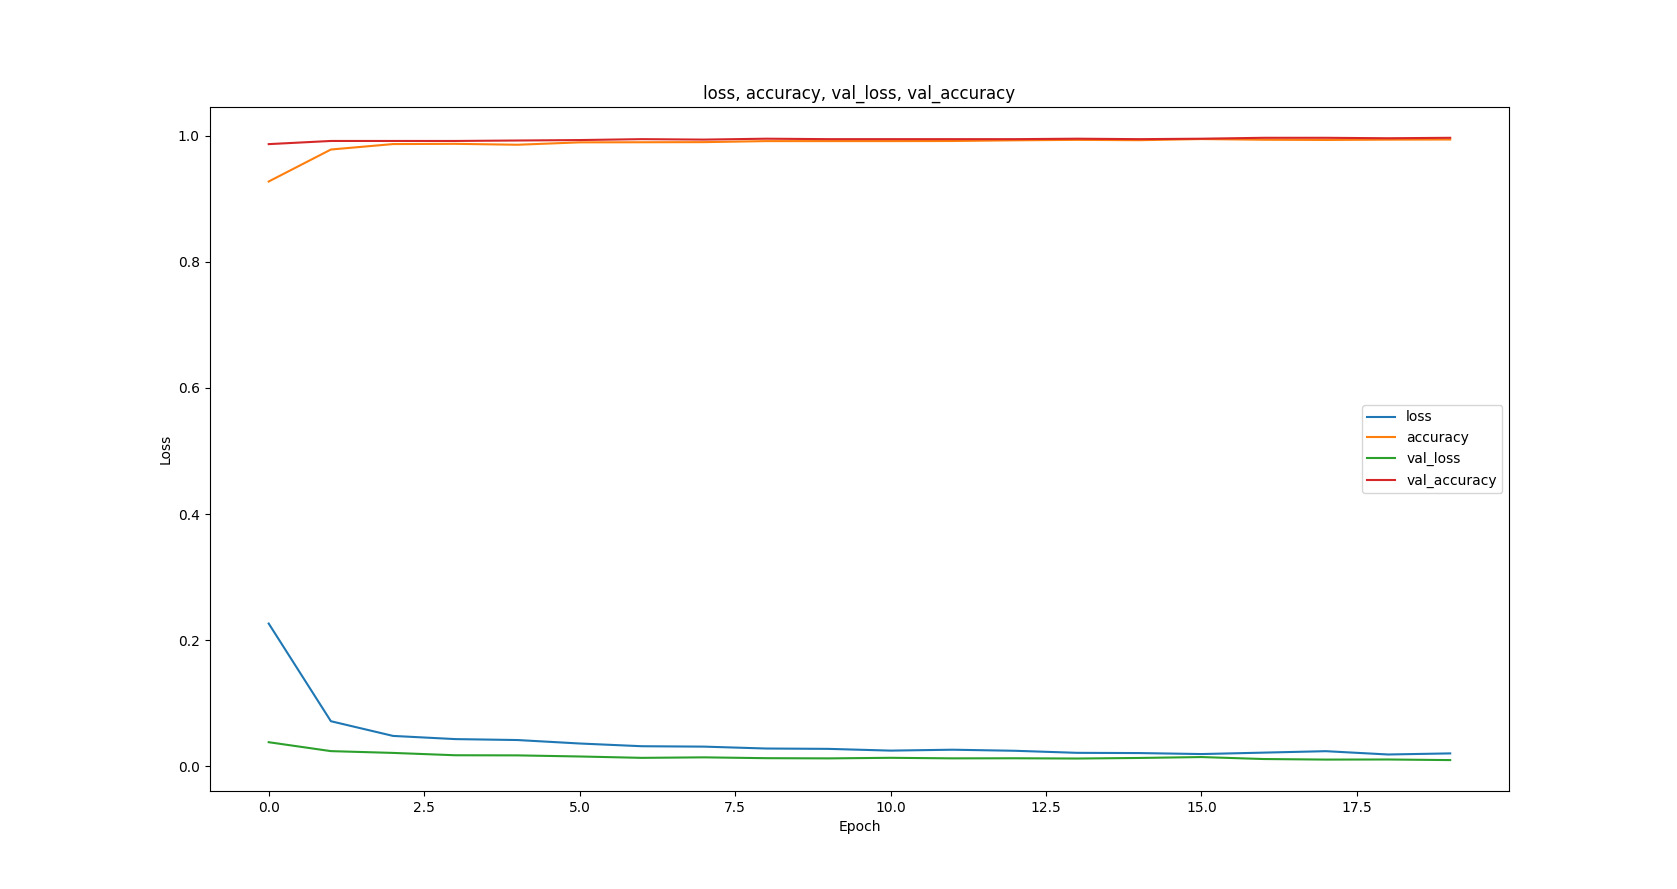 loss, accuracy, val_loss, val_accuracy
1.0
0.8
0.6
0.4
0.2
0.0
Loss
loss
accuracy
val_loss
val_accuracy
0.0 2.5 5.0 7.5 10.0 12.5 15.0 17.5
Epoch